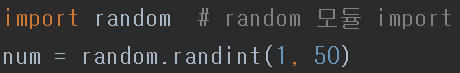 import random  # random 모듈 import
num = random.randint(1, 50)